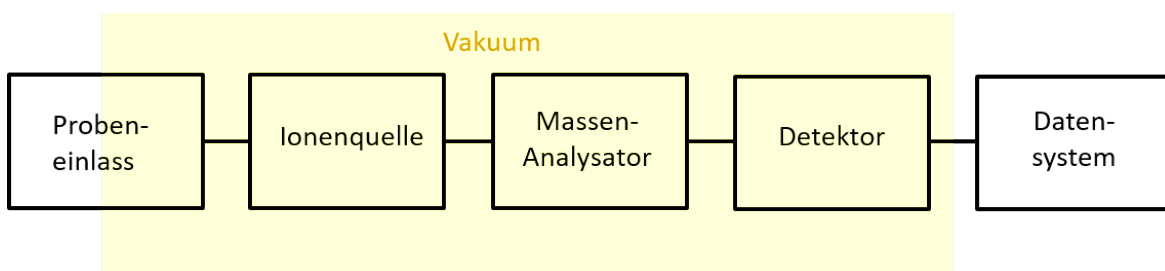 Vakuum
Proben-
einlass
Ionenquelle
Massen-
Analysator
Detektor
Daten-
system